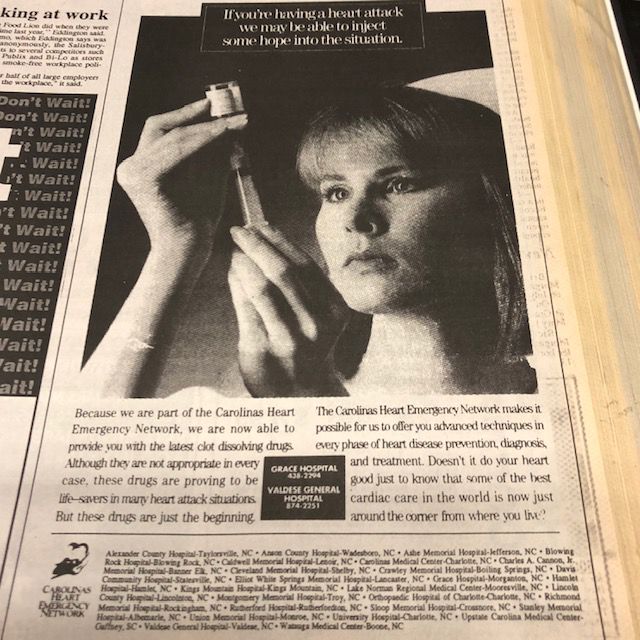 king at work
Food Lion did when they were
ime last year," Eddington said.
mo, which Eddington says was
anonymously, the Salisbury-
ts to several competitors such
Publix and Bi-Lo as stores
smoke-free workplace poli-
r half of all large employers
the workplace," it said.
Don't Wait!
Don't Wait!
n't Wait!
't Wait!
Wait!
't Wait!
Wait!
't Wait!
't Wait!
t Wait!
Wait!
t Wait!
Wait!
Wait!
Wait!
ait!
ait!
If you're having a heart attack
we may be able to inject
some hope into the situation.
Because we are part of the Carolinas Heart
Emergency Network, we are now able to
provide you with the latest clot dissolving drugs.
Although they are not appropriate in every
case, these drugs are proving to be
life-savers in many heart attack situations.
But these drugs are just the beginning.
GRACE HOSPITAL
438-2294
VALDESE GENERAL
HOSPITAL
874-2251
The Carolinas Heart Emergency Network makes it
possible for us to offer you advanced techniques in
every phase of heart disease prevention, diagnosis,
and treatment. Doesn't it do your heart
good just to know that some of the best
cardiac care in the world is now just
around the corner from where you live?
CAROLINAS
HEART
EMERGENCY
NETWORK
Alexander County Hospital-Taylorsville, NC • Anson County Hospital-Wadesboro, NC • Ashe Memorial Hospital-Jefferson, NC • Blowing
Rock Hospital-Blowing Rock, NC • Caldwell Memorial Hospital-Lenoir, NC • Carolinas Medical Center-Charlotte, NC • Charles A. Cannon, Jr.
Memorial Hospital-Banner Elk, NC • Cleveland Memorial Hospital-Shelby, NC • Crawley Memorial Hospital-Boiling Springs, NC • Davis
Community Hospital-Statesville, NC • Elliot White Springs Memorial Hospital-Lancaster, NC • Grace Hospital-Morganton, NC • Hamlet
Hospital-Hamlet, NC • Kings Mountain Hospital-Kings Mountain, NC • Lake Norman Regional Medical Center-Mooresville, NC • Lincoln
County Hospital-Lincolnton, NC • Montgomery Memorial Hospital-Troy, NC • Orthopaedic Hospital of Charlotte-Charlotte, NC • Richmond
Memorial Hospital-Rockingham, NC • Rutherford Hospital-Rutherfordton, NC • Sloop Memorial Hospital-Crossnore, NC • Stanley Memorial
Hospital-Albemarle, NC • Union Memorial Hospital-Monroe, NC • University Hospital-Charlotte, NC • Upstate Carolina Medical Center-
Gaffney, SC • Valdese General Hospital-Valdese, NC • Watauga Medical Center-Boone, NC